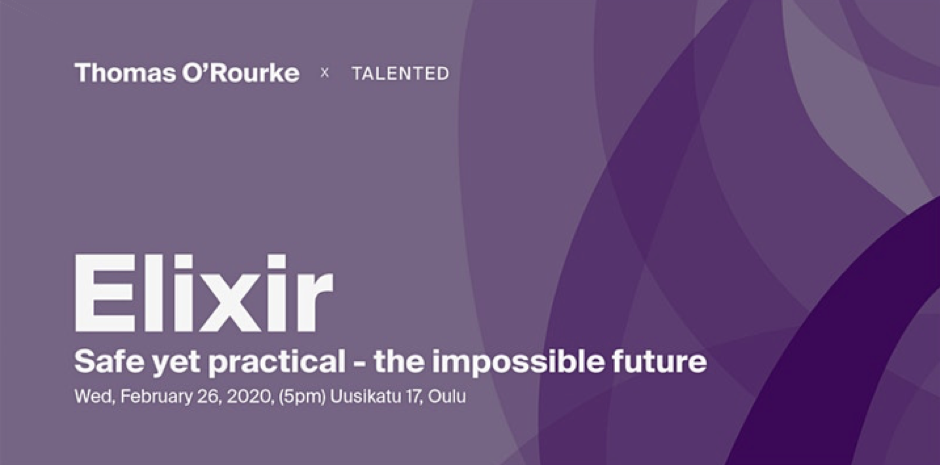 Thomas O’Rourke x TALENTED
Elixir
Safe yet practical - the impossible future
Wed, February 26, 2020, (5pm) Uusikatu 17, Oulu